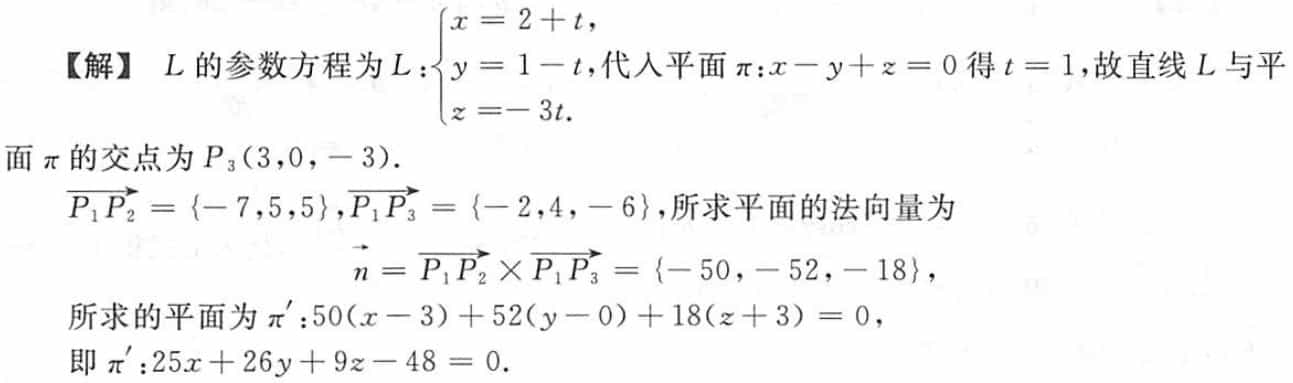 【解】 L 的参数方程为 L:{x = 2+t, y = 1-t, z =-3t. 代入平面 π:x-y+z = 0 得 t = 1,故直线 L 与平
面 π 的交点为 P₃(3,0,-3).
P₁P₂→ = {-7,5,5},P₁P₃→ = {-2,4,-6},所求平面的法向量为
n→ = P₁P₂→ × P₁P₃→ = {-50,-52,-18},
所求的平面为 π′:50(x-3)+52(y-0)+18(z+3) = 0,
即 π′:25x+26y+9z-48 = 0.